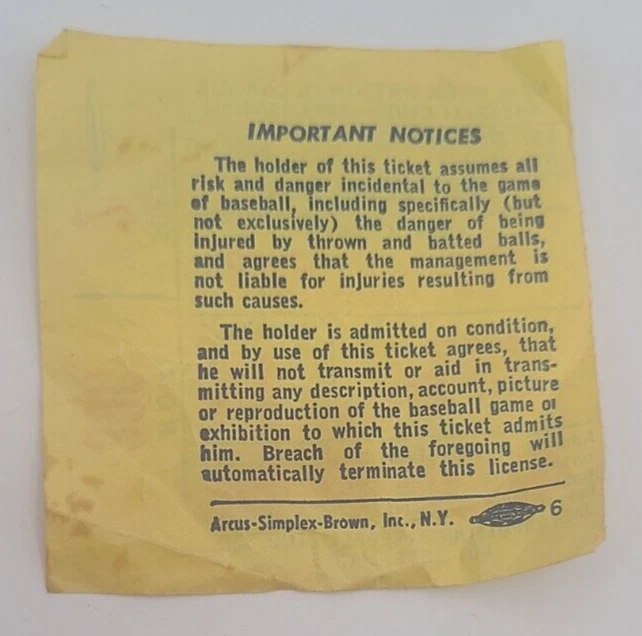 IMPORTANT NOTICES
The holder of this ticket assumes all
risk and danger incidental to the game
of baseball, including specifically (but
not exclusively) the danger of being
injured by thrown and batted balls,
and agrees that the management is
not liable for injuries resulting from
such causes.
The holder is admitted on condition,
and by use of this ticket agrees, that
he will not transmit or aid in trans-
mitting any description, account, picture
or reproduction of the baseball game or
exhibition to which this ticket admits
him. Breach of the foregoing will
automatically terminate this license.
Arcus-Simplex-Brown, Inc., N.Y. 6